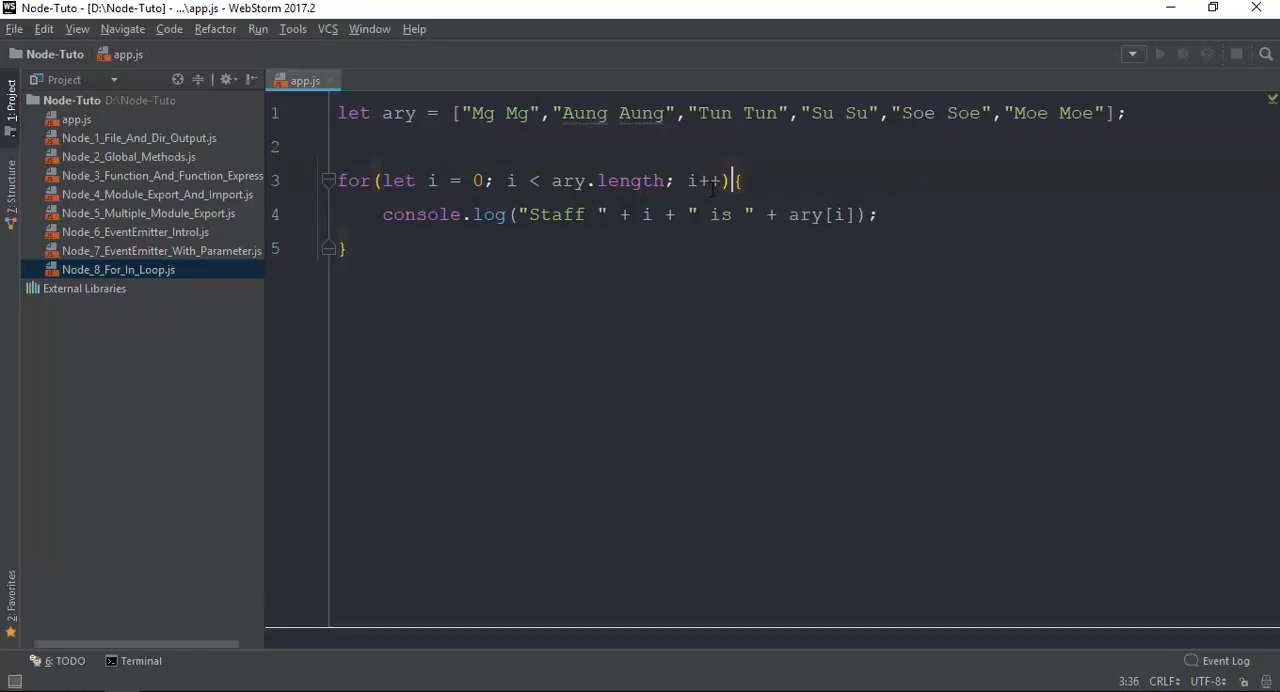 Node-Tuto - [D:\Node-Tuto] - ...\app.js - WebStorm 2017.2
File Edit View Navigate Code Refactor Run Tools VCS Window Help
Node-Tuto app.js
1: Project
Project
app.js
Node-Tuto D:\Node-Tuto
app.js
Node_1_File_And_Dir_Output.js
Node_2_Global_Methods.js
Node_3_Function_And_Function_Express
Node_4_Module_Export_And_Import.js
Node_5_Multiple_Module_Export.js
Node_6_EventEmitter_Introl.js
Node_7_EventEmitter_With_Parameter.js
Node_8_For_In_Loop.js
External Libraries
1 let ary = ["Mg Mg","Aung Aung","Tun Tun","Su Su","Soe Soe","Moe Moe"];
2
3 for(let i = 0; i < ary.length; i++){
4 console.log("Staff " + i + " is " + ary[i]);
5 }
7: Structure
2: Favorites
6: TODO Terminal Event Log
3:36 CRLF UTF-8